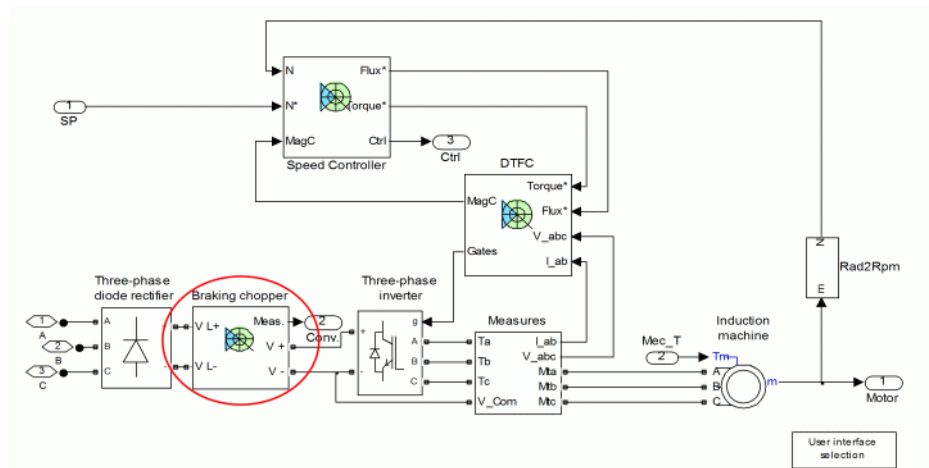 N
Flux*
1
N*
Torque*
SP
MagC
Ctrl
3
Ctrl
Speed Controller
DTFC
Torque*
MagC
Flux*
V_abc
Gates
I_ab
N
Rad2Rpm
E
Three-phase
diode rectifier
Braking chopper
Three-phase
inverter
Measures
Induction
machine
1
A
A
+
V L+
Meas.
2
Conv.
V +
+
g
A
Ta
I_ab
Mec_T
2
Tm
2
B
B
B
Tb
V_abc
Mta
A
m
1
Motor
3
C
C
-
V L-
V -
-
C
Tc
Mtb
B
V_Com
Mtc
C
User interface
selection